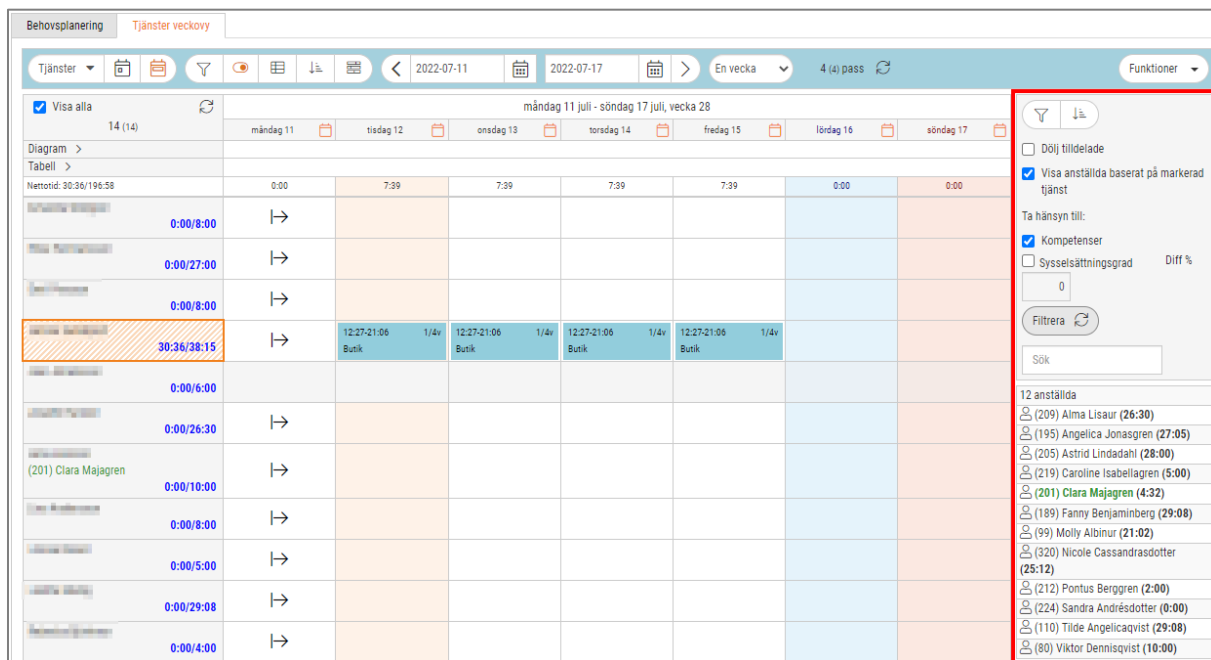 Behovsplanering Tjänster veckovy
Tjänster 2022-07-11 2022-07-17 En vecka 4 (4) pass Funktioner
Visa alla
14 (14)
måndag 11 juli - söndag 17 juli, vecka 28
måndag 11 tisdag 12 onsdag 13 torsdag 14 fredag 15 lördag 16 söndag 17
Diagram >
Tabell >
Nettotid: 30:36/196:58 0:00 7:39 7:39 7:39 7:39 0:00 0:00
0:00/8:00
0:00/27:00
0:00/8:00
12:27-21:06 1/4v 12:27-21:06 1/4v 12:27-21:06 1/4v 12:27-21:06 1/4v
Butik Butik Butik Butik
30:36/38:15
0:00/6:00
0:00/26:30
(201) Clara Majagren
0:00/10:00
0:00/8:00
0:00/5:00
0:00/29:08
0:00/4:00
Dölj tilldelade
Visa anställda baserat på markerad
tjänst
Ta hänsyn till:
Kompetenser
Sysselsättningsgrad Diff %
0
Filtrera
Sök
12 anställda
(209) Alma Lisaur (26:30)
(195) Angelica Jonasgren (27:05)
(205) Astrid Lindadahl (28:00)
(219) Caroline Isabellagren (5:00)
(201) Clara Majagren (4:32)
(189) Fanny Benjaminberg (29:08)
(99) Molly Albinur (21:02)
(320) Nicole Cassandrasdotter
(25:12)
(212) Pontus Berggren (2:00)
(224) Sandra Andrésdotter (0:00)
(110) Tilde Angelicaqvist (29:08)
(80) Viktor Dennisqvist (10:00)